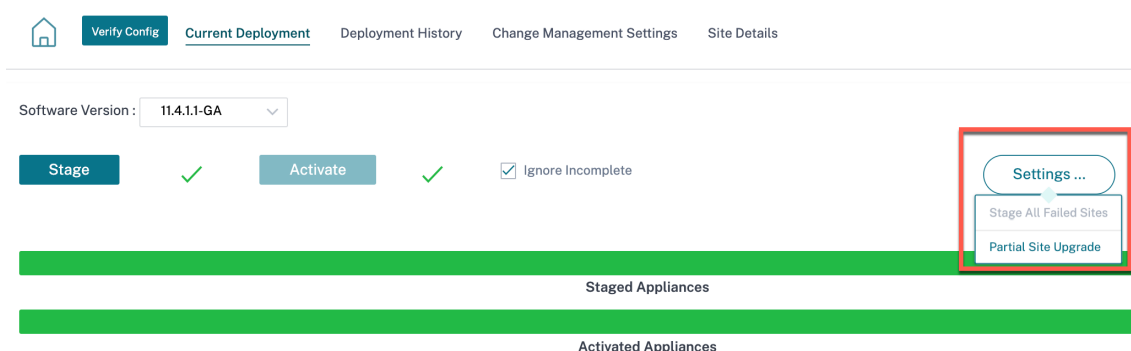 Verify Config Current Deployment Deployment History Change Management Settings Site Details
Software Version : 11.4.1.1-GA
Stage Activate Ignore Incomplete Settings ...
Stage All Failed Sites
Partial Site Upgrade
Staged Appliances
Activated Appliances